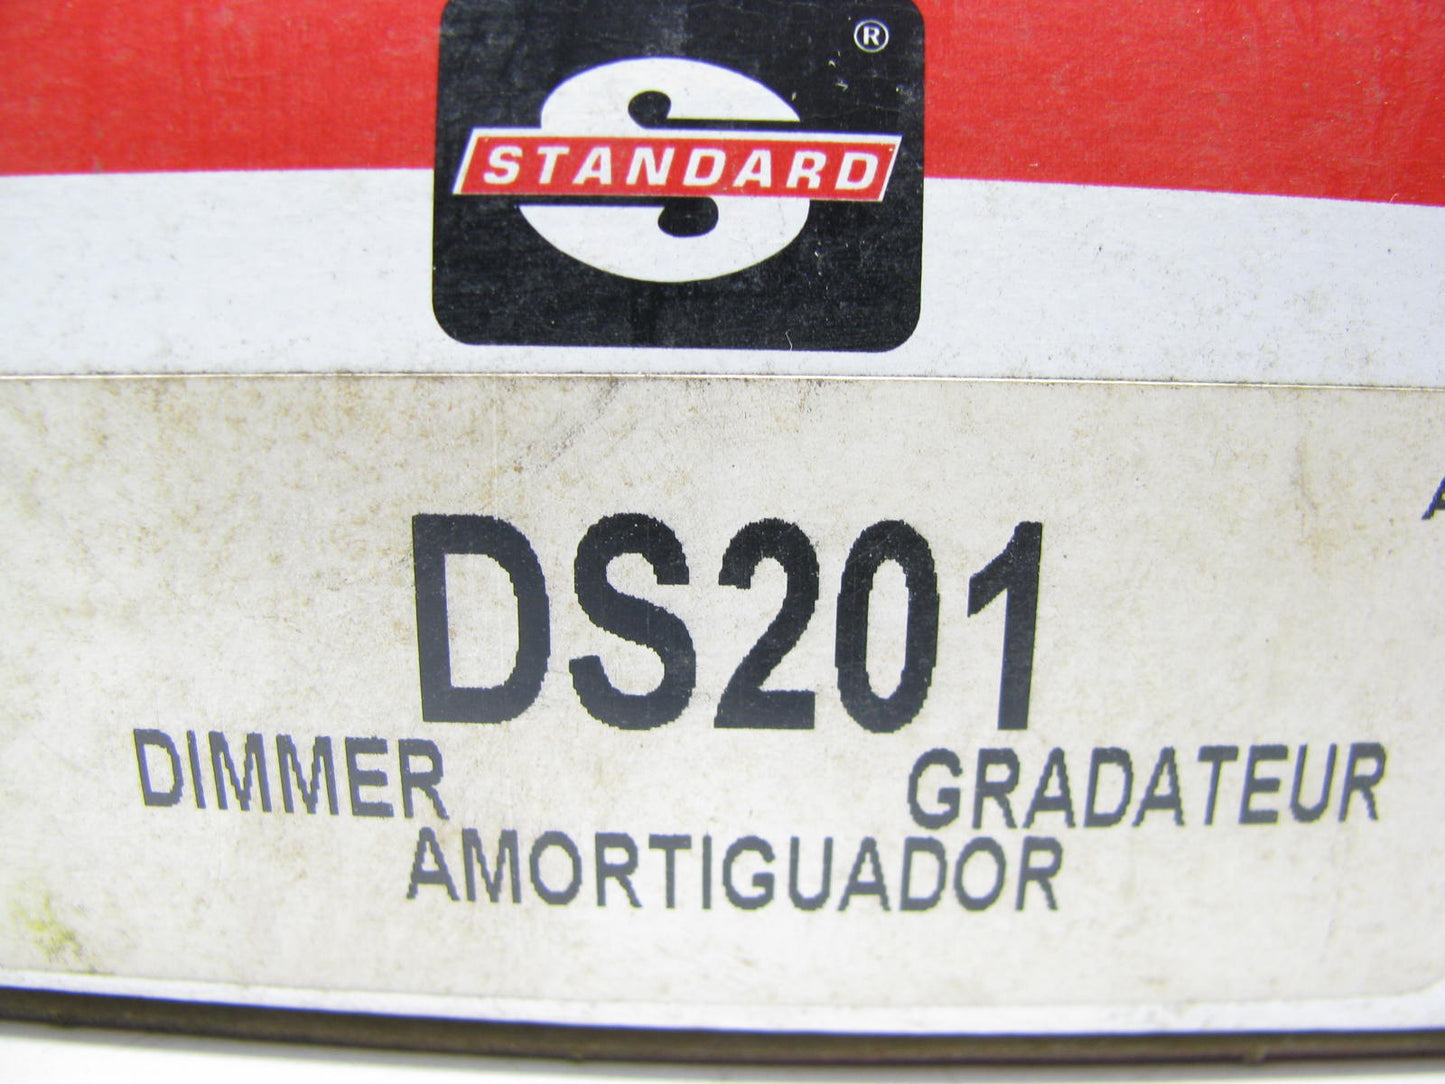 ®
STANDARD
DS201
DIMMER GRADATEUR
AMORTIGUADOR